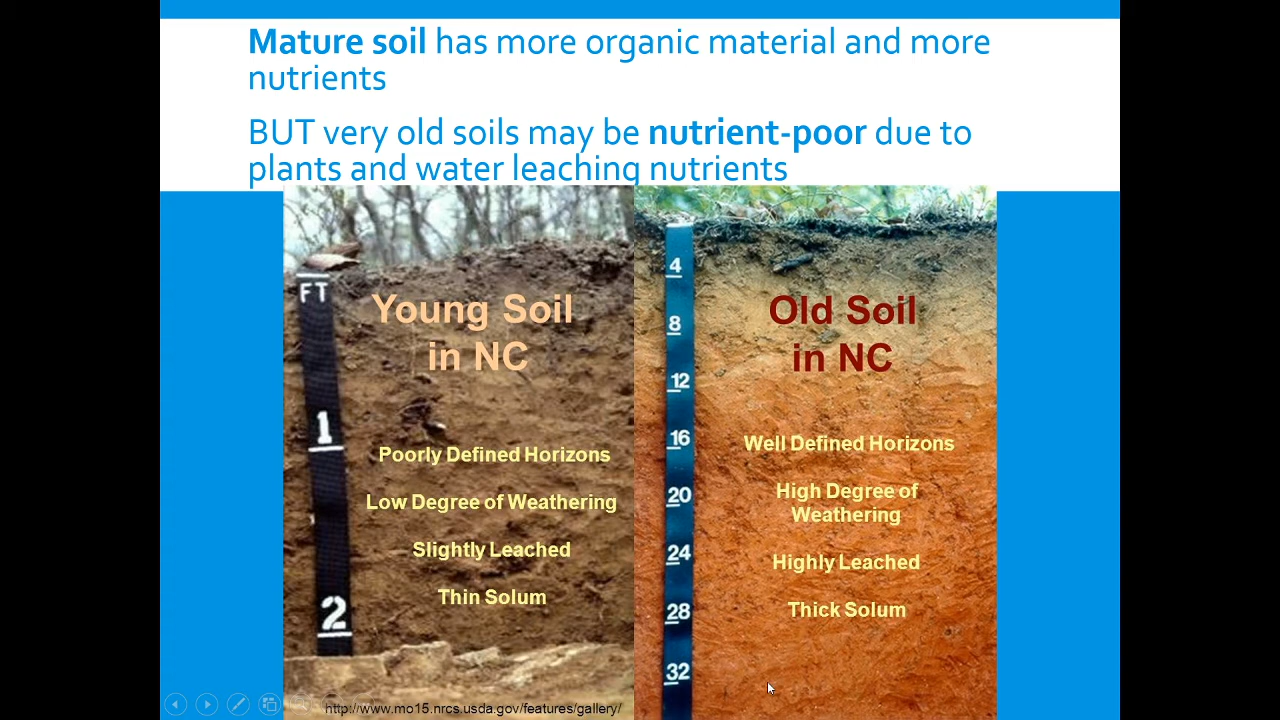 Mature soil has more organic material and more
nutrients
BUT very old soils may be nutrient-poor due to
plants and water leaching nutrients
FT
1
2
Young Soil
in NC
Poorly Defined Horizons
Low Degree of Weathering
Slightly Leached
Thin Solum
http://www.mo15.nrcs.usda.gov/features/gallery/
4
8
12
16
20
24
28
32
Old Soil
in NC
Well Defined Horizons
High Degree of
Weathering
Highly Leached
Thick Solum